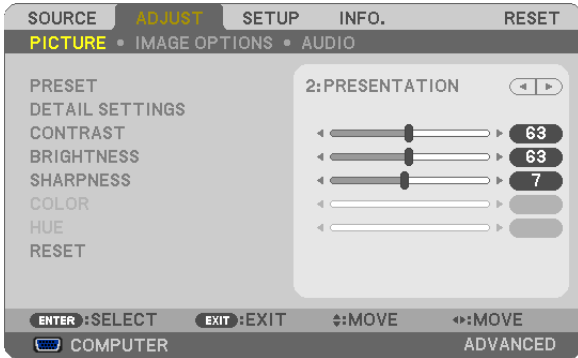 SOURCE ADJUST SETUP INFO. RESET
PICTURE • IMAGE OPTIONS • AUDIO
PRESET 2:PRESENTATION
DETAIL SETTINGS
CONTRAST 63
BRIGHTNESS 63
SHARPNESS 7
COLOR
HUE
RESET
ENTER :SELECT EXIT :EXIT :MOVE :MOVE
COMPUTER ADVANCED